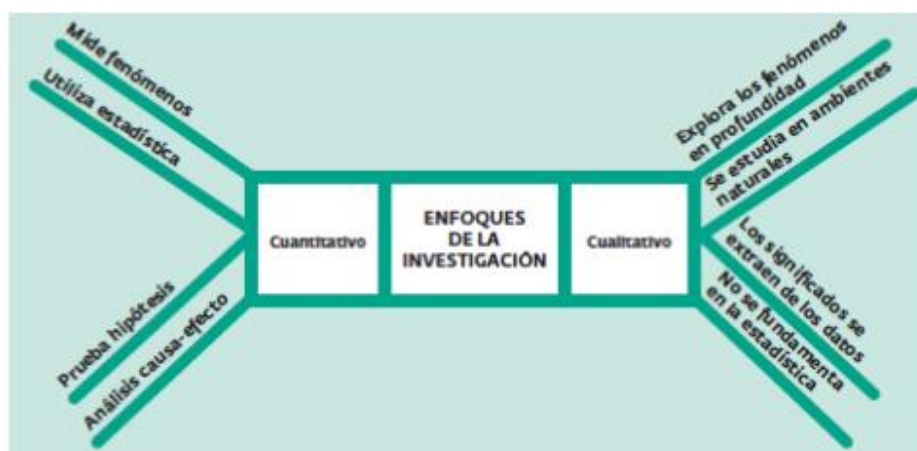 Mide fenómenos
Utiliza estadística
Prueba hipótesis
Análisis causa-efecto
Cuantitativo
ENFOQUES
DE LA
INVESTIGACIÓN
Cualitativo
Explora los fenómenos
en profundidad
Se estudia en ambientes
naturales
Los significados se
extraen de los datos
No se fundamenta
en la estadística